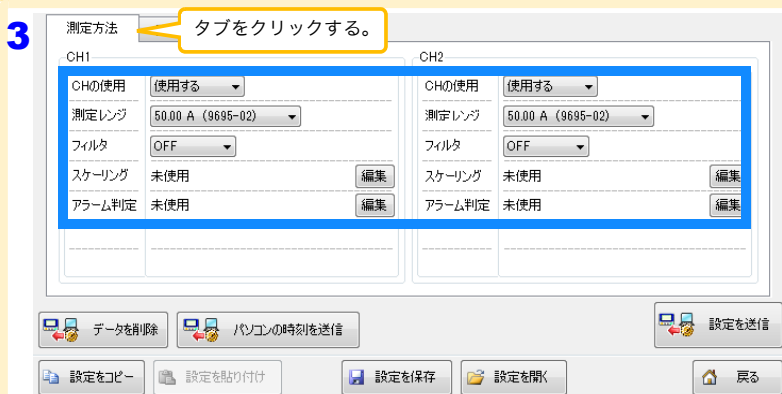 3
測定方法
タブをクリックする。
CH1
CHの使用 使用する
測定レンジ 50.00 A (9695-02)
フィルタ OFF
スケーリング 未使用 編集
アラーム判定 未使用 編集
CH2
CHの使用 使用する
測定レンジ 50.00 A (9695-02)
フィルタ OFF
スケーリング 未使用 編集
アラーム判定 未使用 編集
データを削除 パソコンの時刻を送信 設定を送信
設定をコピー 設定を貼り付け 設定を保存 設定を開く 戻る